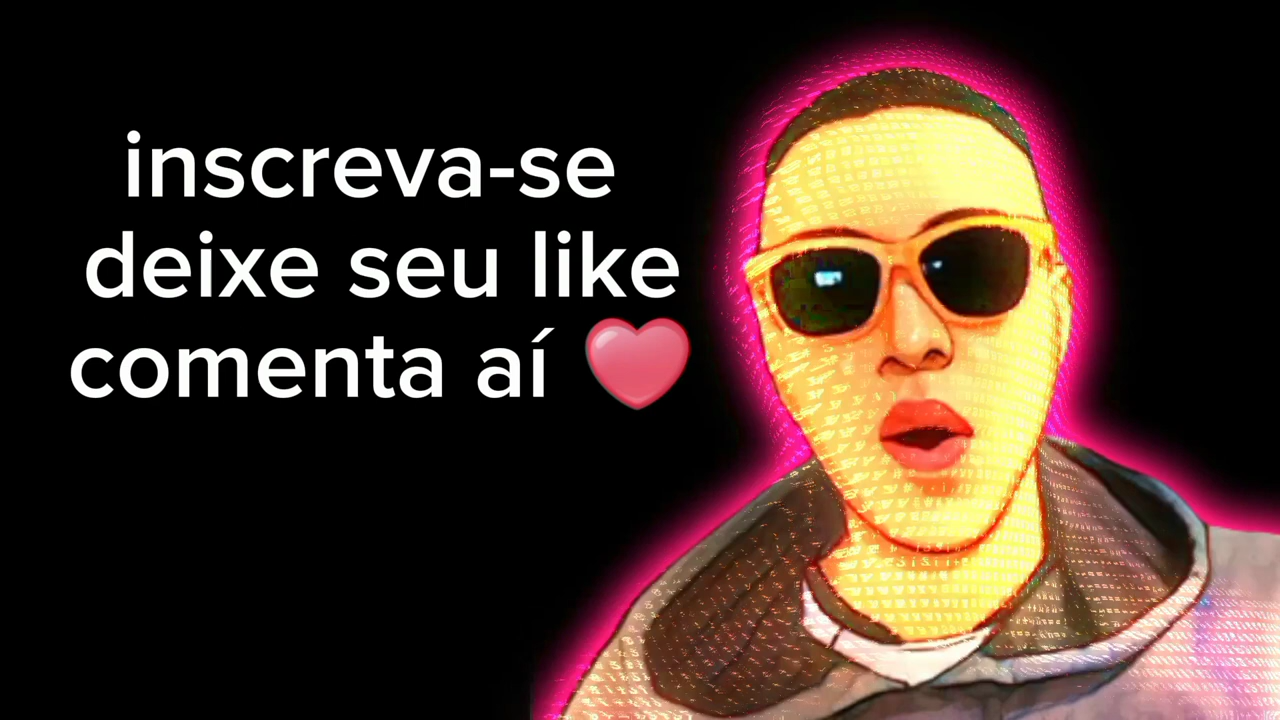 inscreva-se
deixe seu like
comenta aí ❤️